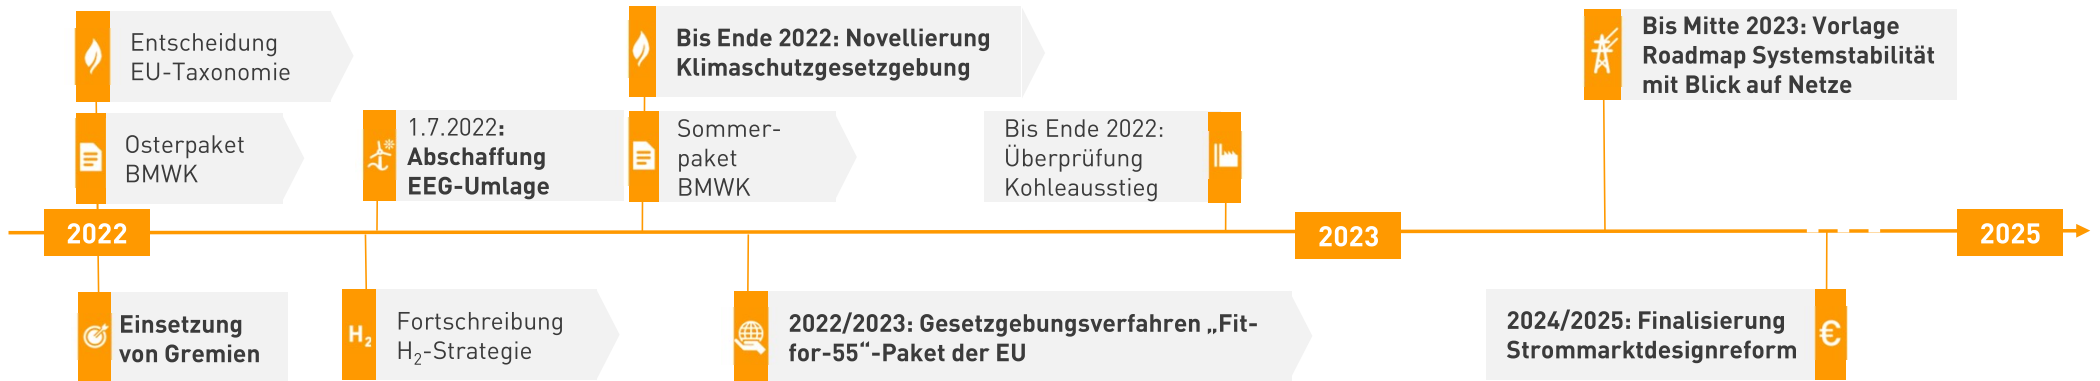 Entscheidung
EU-Taxonomie
Osterpaket
BMWK
1.7.2022:
Abschaffung
EEG-Umlage
Bis Ende 2022: Novellierung
Klimaschutzgesetzgebung
Sommer-
paket
BMWK
Bis Ende 2022:
Überprüfung
Kohleausstieg
Bis Mitte 2023: Vorlage
Roadmap Systemstabilität
mit Blick auf Netze
2022
2023
2025
Einsetzung
von Gremien
H₂
Fortschreibung
H₂-Strategie
2022/2023: Gesetzgebungsverfahren „Fit-
for-55“-Paket der EU
2024/2025: Finalisierung
Strommarktdesignreform
€